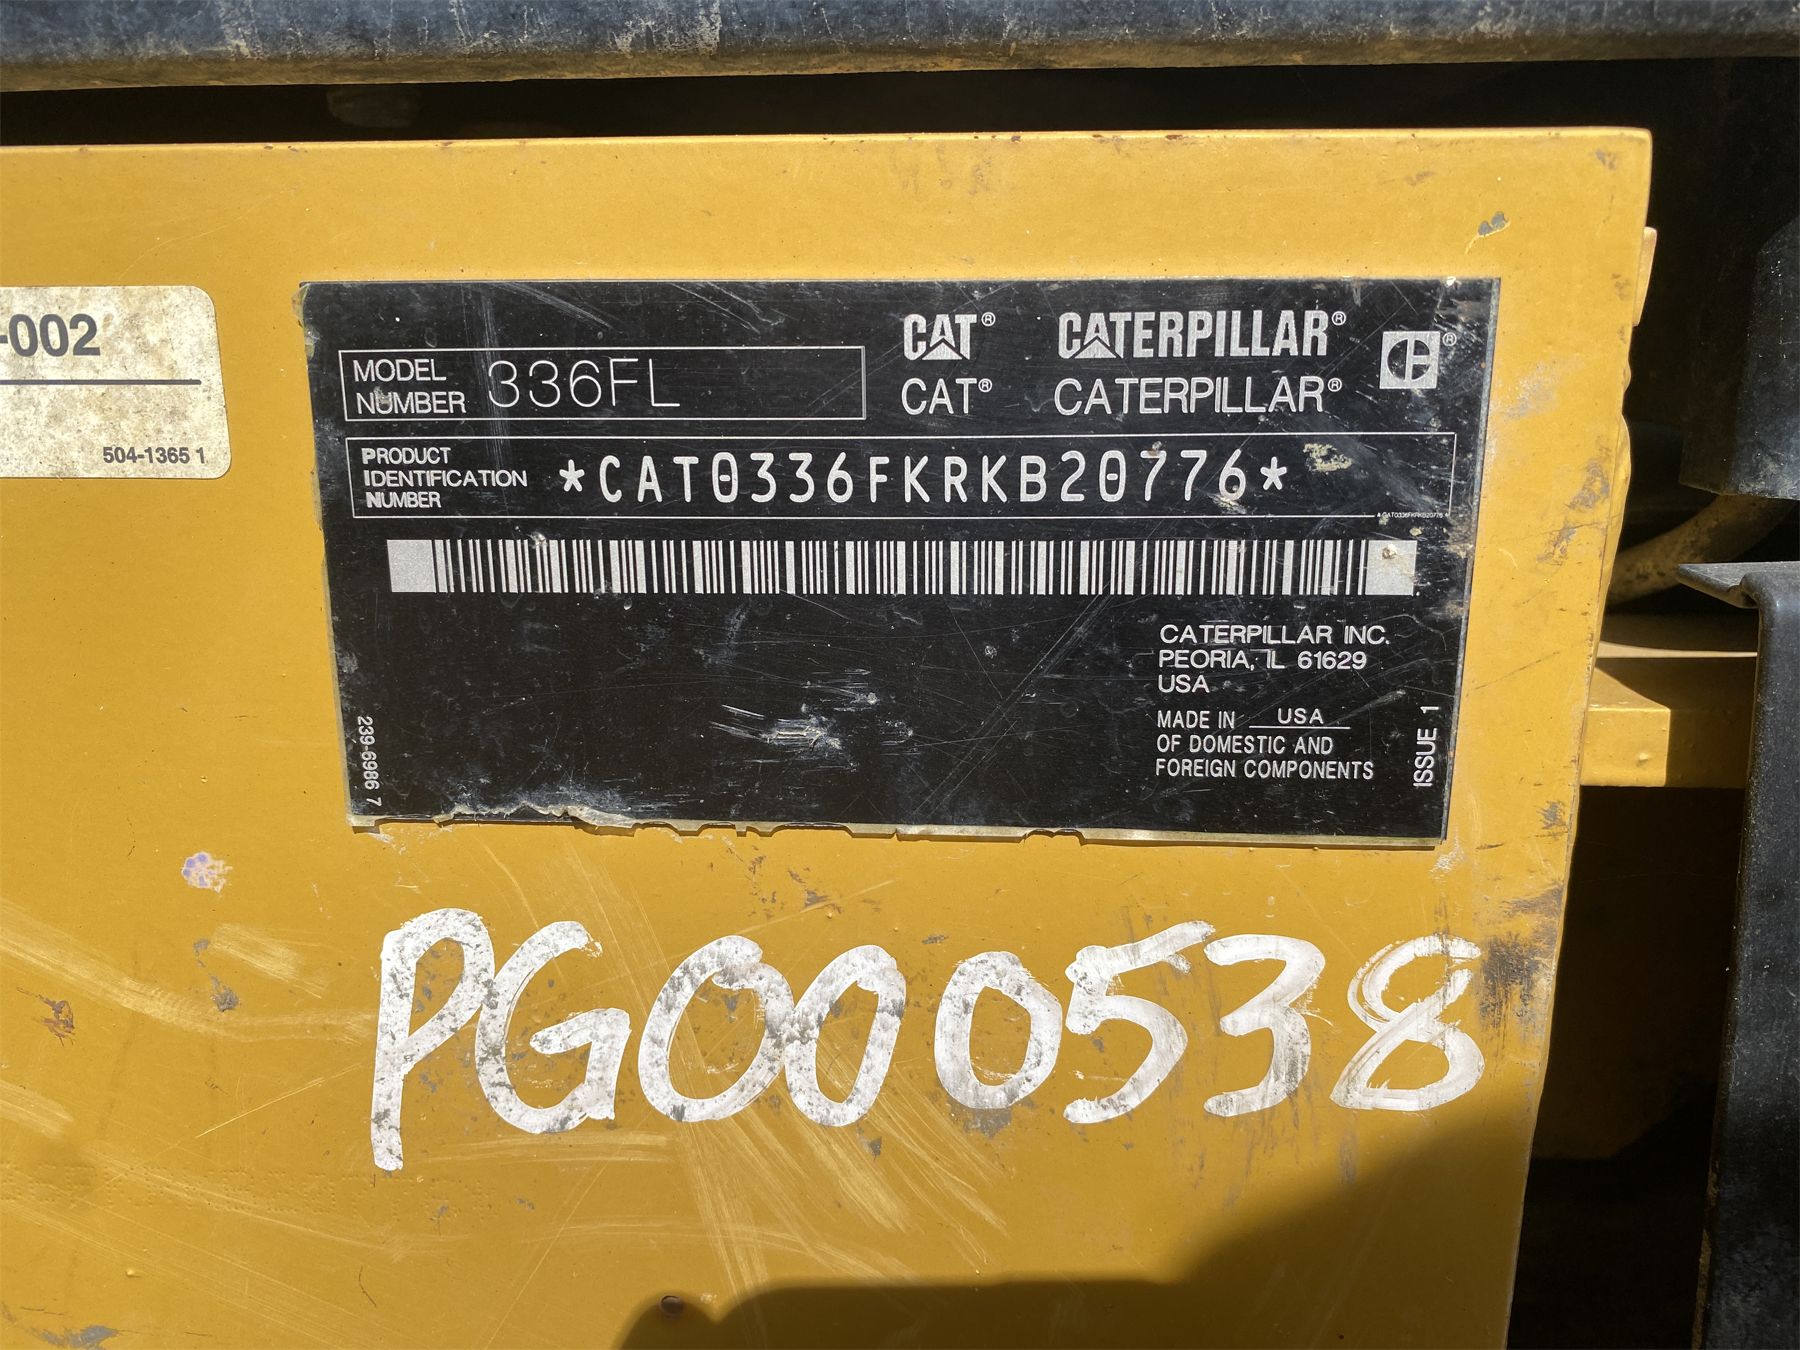 -002
504-1365 1
CAT® CATERPILLAR®
CAT® CATERPILLAR®
MODEL NUMBER 336FL
PRODUCT IDENTIFICATION NUMBER *CAT0336FKRKB20776*
*CAT0336FKRKB20776*
CATERPILLAR INC.
PEORIA, IL 61629
USA
MADE IN USA
OF DOMESTIC AND
FOREIGN COMPONENTS
239-6986 7
ISSUE 1
PG000538